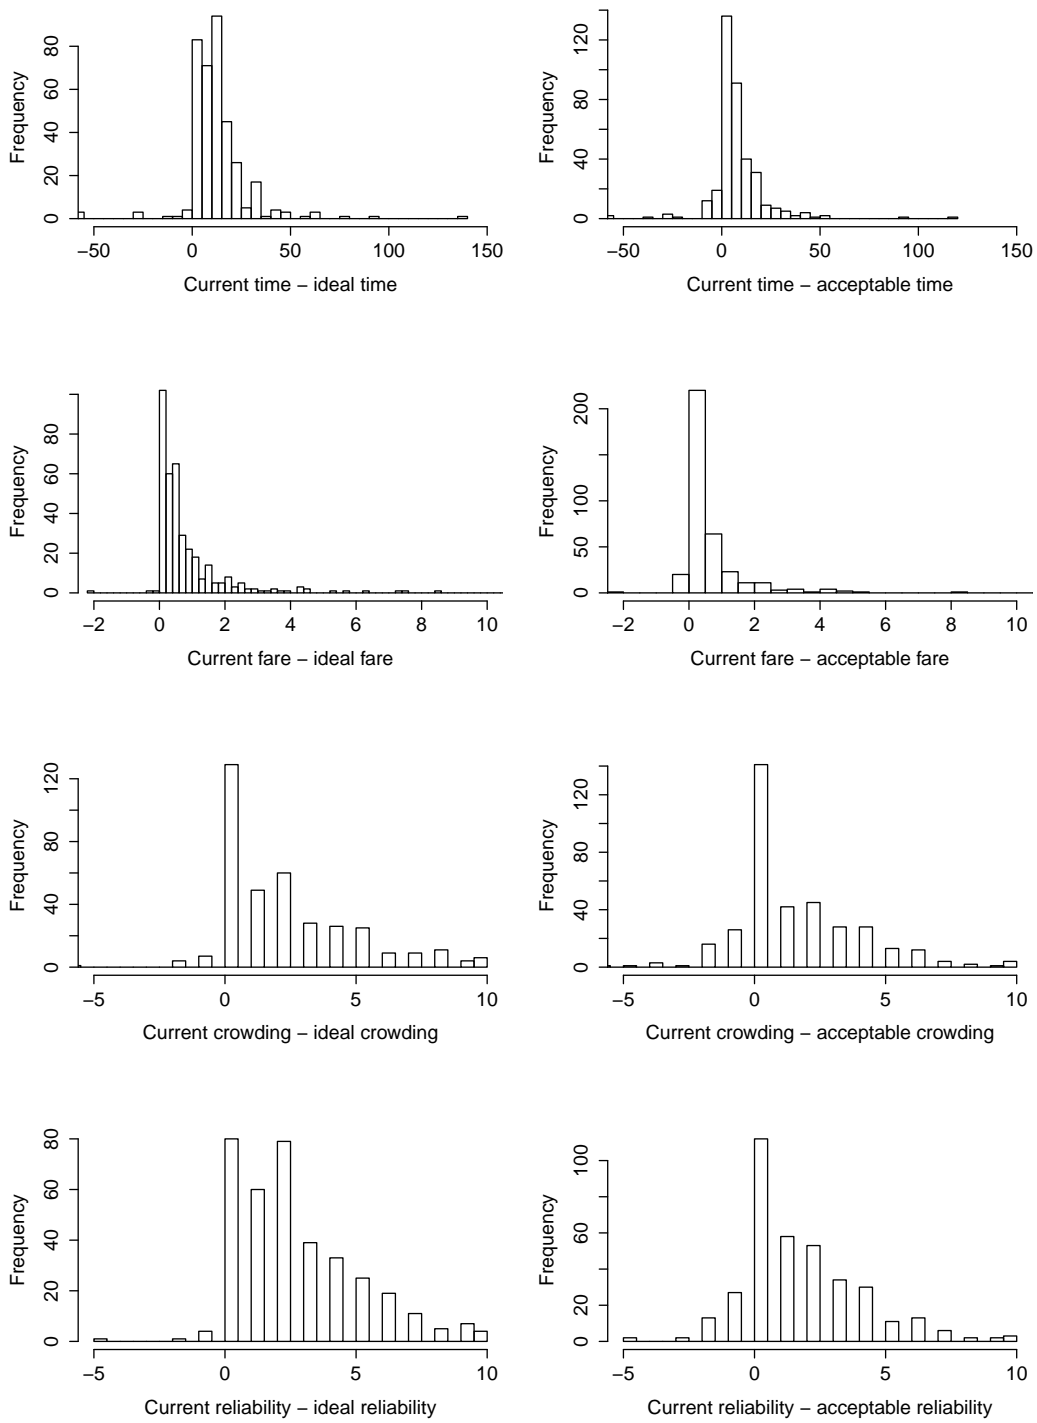 Frequency
0 20 40 60 80
−50 0 50 100 150
Current time − ideal time
Frequency
0 40 80 120
−50 0 50 100 150
Current time − acceptable time
Frequency
0 20 40 60 80
−2 0 2 4 6 8 10
Current fare − ideal fare
Frequency
0 50 100 200
−2 0 2 4 6 8 10
Current fare − acceptable fare
Frequency
0 40 80 120
−5 0 5 10
Current crowding − ideal crowding
Frequency
0 40 80 120
−5 0 5 10
Current crowding − acceptable crowding
Frequency
0 20 40 60 80
−5 0 5 10
Current reliability − ideal reliability
Frequency
0 20 60 100
−5 0 5 10
Current reliability − acceptable reliability